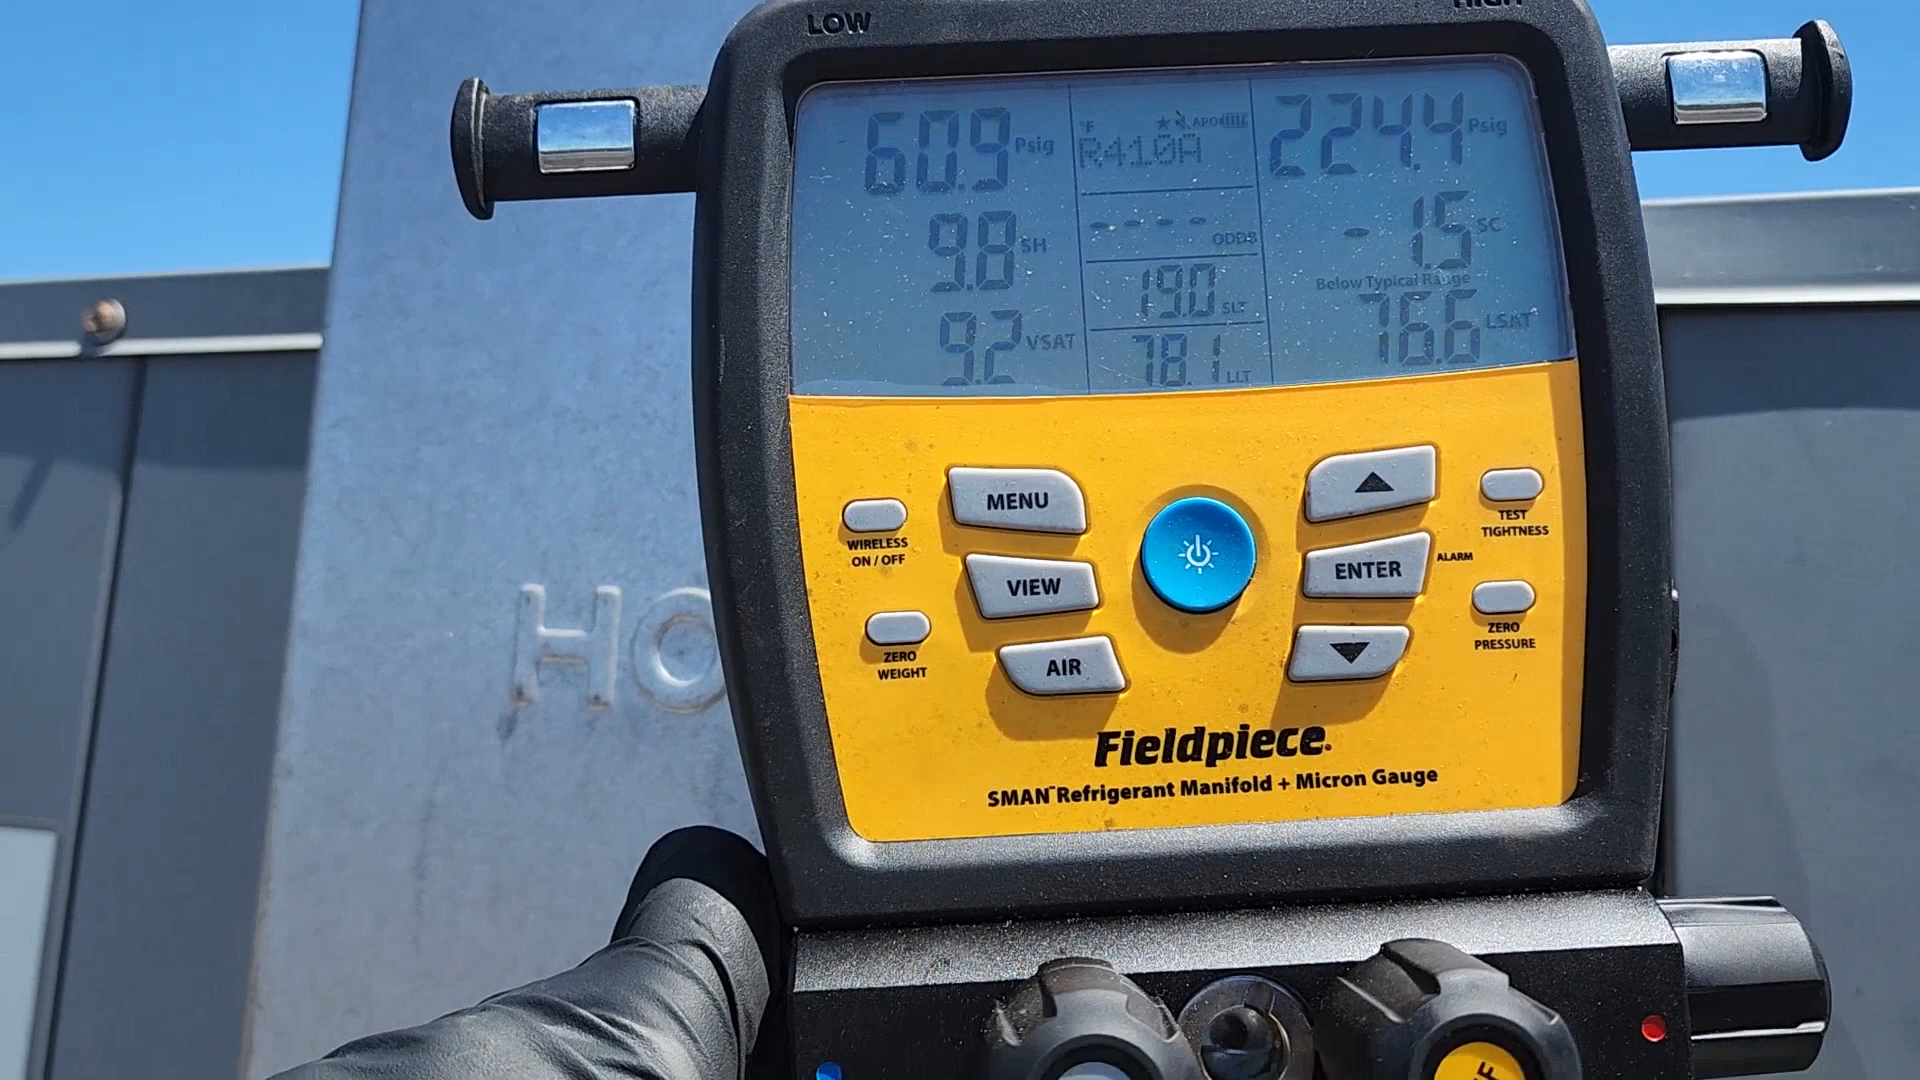 LOW
HIGH
60.9 Psig
9.8 SH
9.2 VSAT
°F
APO
R410A
---- ODDS
19.0 SLT
78.1 LLT
224.4 Psig
-1.5 SC
Below Typical Range
76.6 LSAT
MENU
VIEW
AIR
WIRELESS
ON / OFF
ZERO
WEIGHT
ENTER
ALARM
TEST
TIGHTNESS
ZERO
PRESSURE
Fieldpiece
SMAN™ Refrigerant Manifold + Micron Gauge
HO